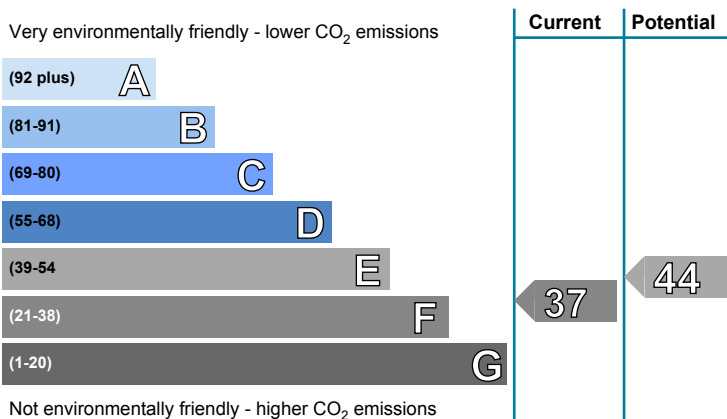 Very environmentally friendly - lower CO2 emissions
Current
Potential
(92 plus) A
(81-91) B
(69-80) C
(55-68) D
(39-54 E
(21-38) F
(1-20) G
37
44
Not environmentally friendly - higher CO2 emissions